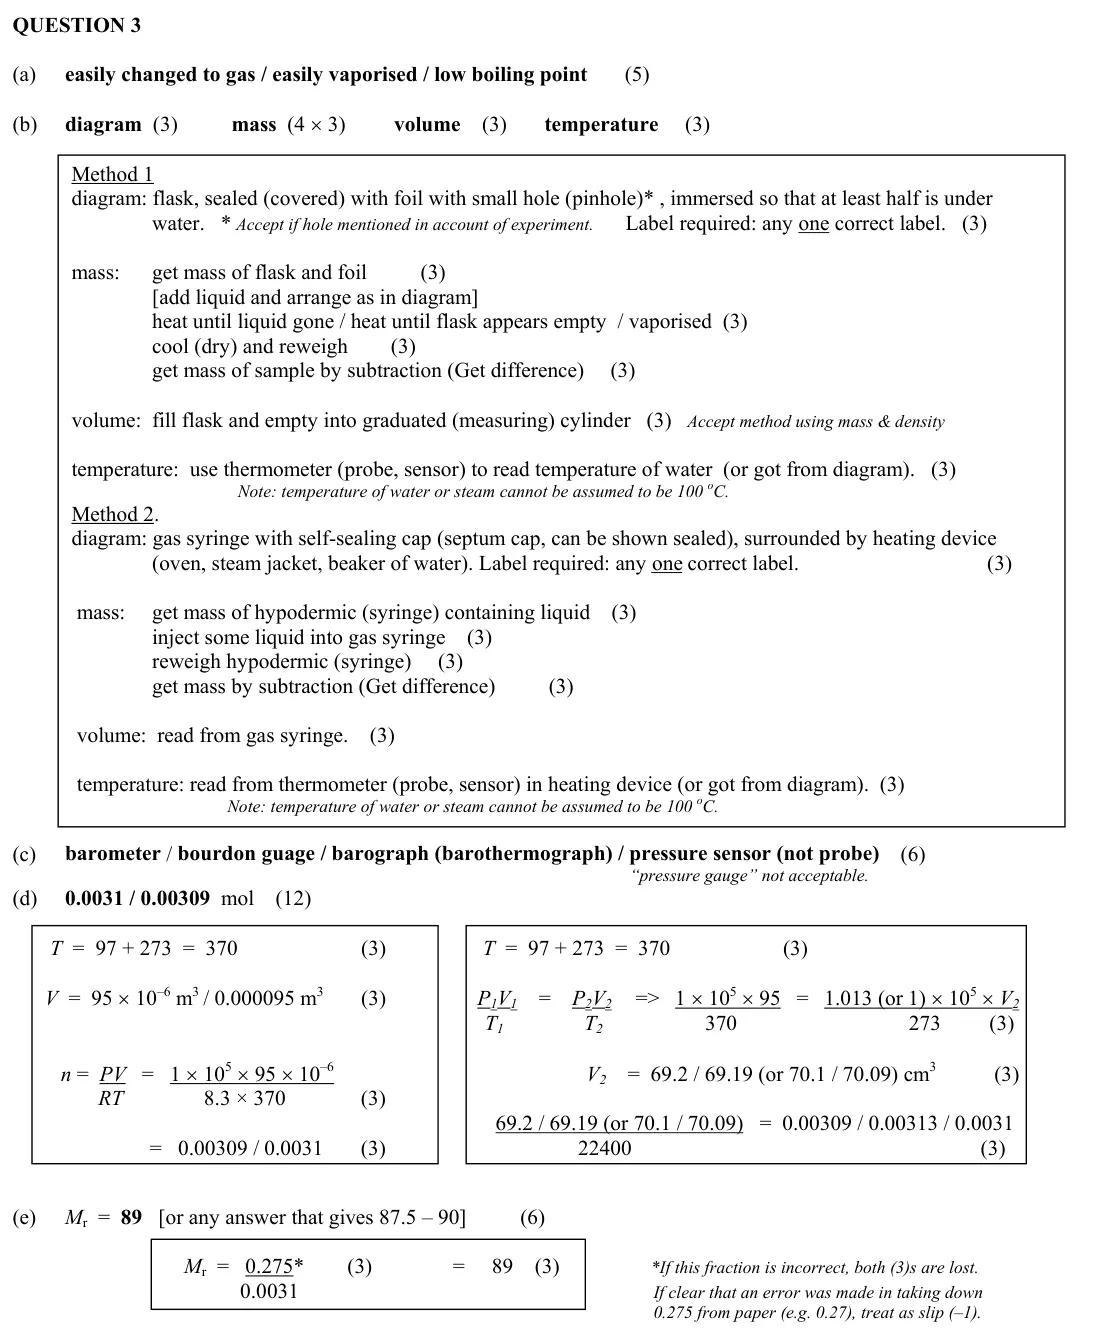 QUESTION 3
(a) easily changed to gas / easily vaporised / low boiling point (5)
(b) diagram (3) mass (4 × 3) volume (3) temperature (3)
Method 1
diagram: flask, sealed (covered) with foil with small hole (pinhole)* , immersed so that at least half is under
water. * Accept if hole mentioned in account of experiment. Label required: any one correct label. (3)
mass: get mass of flask and foil (3)
[add liquid and arrange as in diagram]
heat until liquid gone / heat until flask appears empty / vaporised (3)
cool (dry) and reweigh (3)
get mass of sample by subtraction (Get difference) (3)
volume: fill flask and empty into graduated (measuring) cylinder (3) Accept method using mass & density
temperature: use thermometer (probe, sensor) to read temperature of water (or got from diagram). (3)
Note: temperature of water or steam cannot be assumed to be 100 °C.
Method 2.
diagram: gas syringe with self-sealing cap (septum cap, can be shown sealed), surrounded by heating device
(oven, steam jacket, beaker of water). Label required: any one correct label. (3)
mass: get mass of hypodermic (syringe) containing liquid (3)
inject some liquid into gas syringe (3)
reweigh hypodermic (syringe) (3)
get mass by subtraction (Get difference) (3)
volume: read from gas syringe. (3)
temperature: read from thermometer (probe, sensor) in heating device (or got from diagram). (3)
Note: temperature of water or steam cannot be assumed to be 100 °C.
(c) barometer / bourdon guage / barograph (barothermograph) / pressure sensor (not probe) (6)
“pressure gauge” not acceptable.
(d) 0.0031 / 0.00309 mol (12)
T = 97 + 273 = 370 (3)
V = 95 × 10⁻⁶ m³ / 0.000095 m³ (3)
n = PV = 1 × 10⁵ × 95 × 10⁻⁶
RT 8.3 × 370 (3)
= 0.00309 / 0.0031 (3)
T = 97 + 273 = 370 (3)
P₁V₁ = P₂V₂ => 1 × 10⁵ × 95 = 1.013 (or 1) × 10⁵ × V₂
T₁ T₂ 370 273 (3)
V₂ = 69.2 / 69.19 (or 70.1 / 70.09) cm³ (3)
69.2 / 69.19 (or 70.1 / 70.09) = 0.00309 / 0.00313 / 0.0031
22400 (3)
(e) Mᵣ = 89 [or any answer that gives 87.5 – 90] (6)
Mᵣ = 0.275* (3) = 89 (3)
0.0031
*If this fraction is incorrect, both (3)s are lost.
If clear that an error was made in taking down
0.275 from paper (e.g. 0.27), treat as slip (–1).